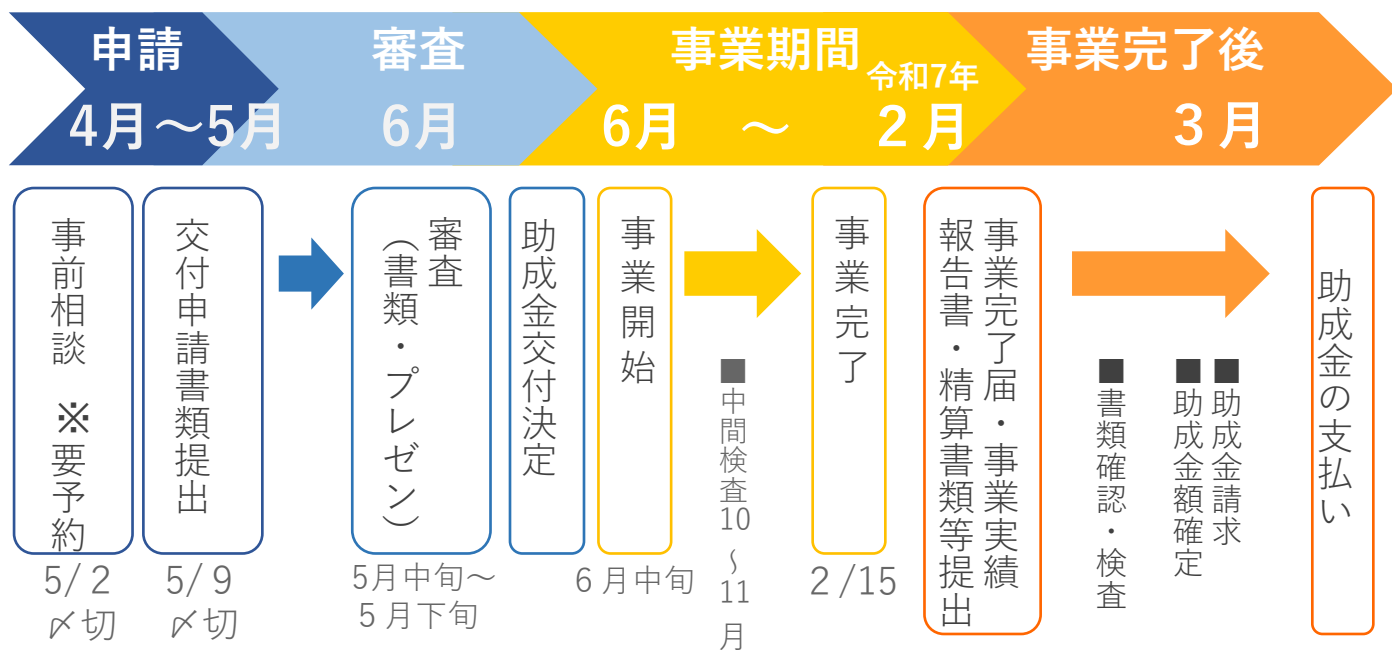 申請
4月～5月
審査
6月
事業期間
令和7年
6月 ～ 2月
事業完了後
3月
事前相談 ※要予約
5/2
〆切
交付申請書類提出
5/9
〆切
審査
（書類・プレゼン）
5月中旬～
5月下旬
助成金交付決定
事業開始
6月中旬
■中間検査10～11月
事業完了
2/15
事業完了届・事業実績
報告書・精算書類等提出
■書類確認・検査
■助成金請求
■助成金額確定
助成金の支払い